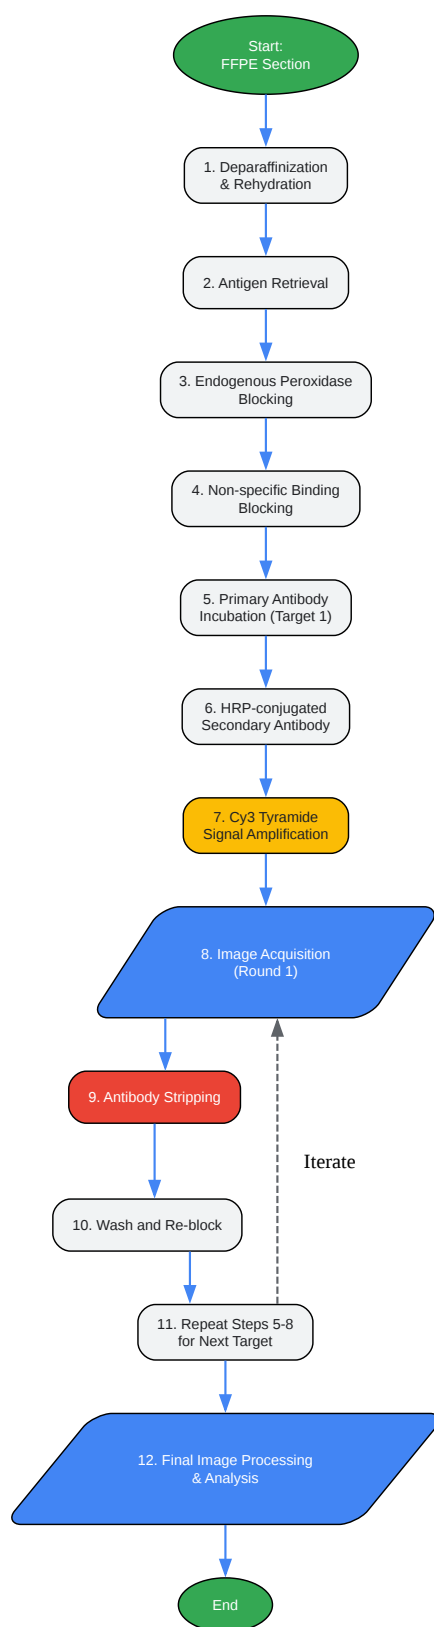 Start:
FFPE Section
1. Deparaffinization
& Rehydration
2. Antigen Retrieval
3. Endogenous Peroxidase
Blocking
4. Non-specific Binding
Blocking
5. Primary Antibody
Incubation (Target 1)
6. HRP-conjugated
Secondary Antibody
7. Cy3 Tyramide
Signal Amplification
8. Image Acquisition
(Round 1)
9. Antibody Stripping
Iterate
10. Wash and Re-block
11. Repeat Steps 5-8
for Next Target
12. Final Image Processing
& Analysis
End